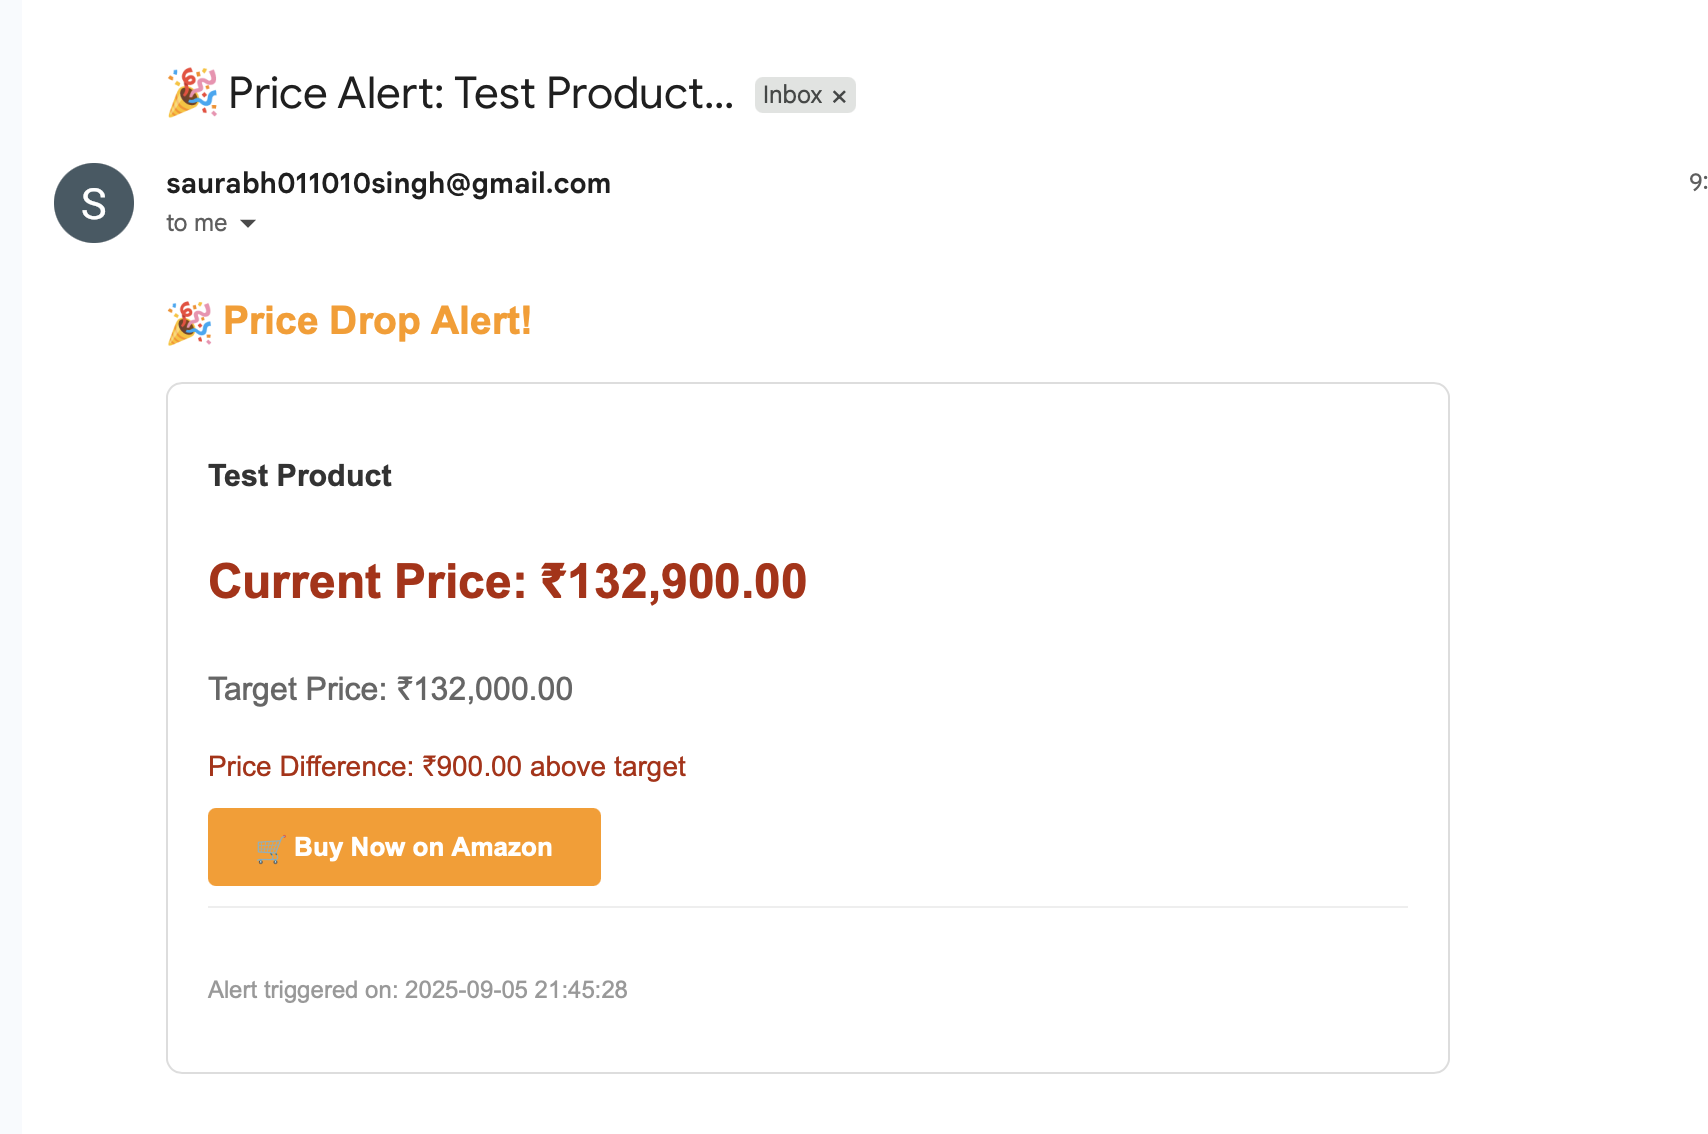 🎉 Price Alert: Test Product... Inbox ×
S
saurabh011010singh@gmail.com 9:
to me
🎉 Price Drop Alert!
Test Product
Current Price: ₹132,900.00
Target Price: ₹132,000.00
Price Difference: ₹900.00 above target
🛒 Buy Now on Amazon
Alert triggered on: 2025-09-05 21:45:28